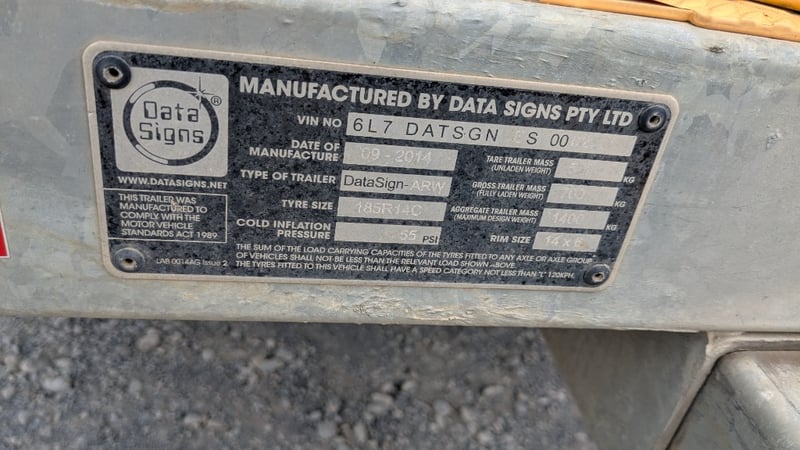 Data
Signs
®
WWW.DATASIGNS.NET
THIS TRAILER WAS
MANUFACTURED TO
COMPLY WITH THE
MOTOR VEHICLE
STANDARDS ACT 1989
LAB 0014AG Issue 2
MANUFACTURED BY DATA SIGNS PTY LTD
VIN NO 6L7 DATSGN S 00
DATE OF
MANUFACTURE 09 - 2014
TYPE OF TRAILER DataSign-ARW
TYRE SIZE 185R14C
COLD INFLATION
PRESSURE 55 PSI
TARE TRAILER MASS
(UNLADEN WEIGHT) KG
GROSS TRAILER MASS
(FULLY LADEN WEIGHT) KG
AGGREGATE TRAILER MASS
(MAXIMUM DESIGN WEIGHT) 1400 KG
RIM SIZE 14 x 6
THE SUM OF THE LOAD CARRYING CAPACITIES OF THE TYRES FITTED TO ANY AXLE OR AXLE GROUP
OF VEHICLES SHALL NOT BE LESS THAN THE RELEVANT LOAD SHOWN ABOVE.
THE TYRES FITTED TO THIS VEHICLE SHALL HAVE A SPEED CATEGORY NOT LESS THAN "L" 120KPH.